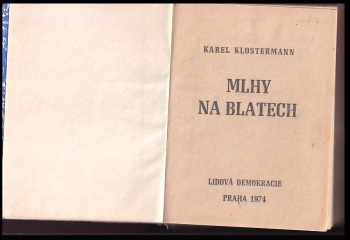 KAREL KLOSTERMANN
MLHY
NA BLATECH
LIDOVÁ DEMOKRACIE
PRAHA 1974